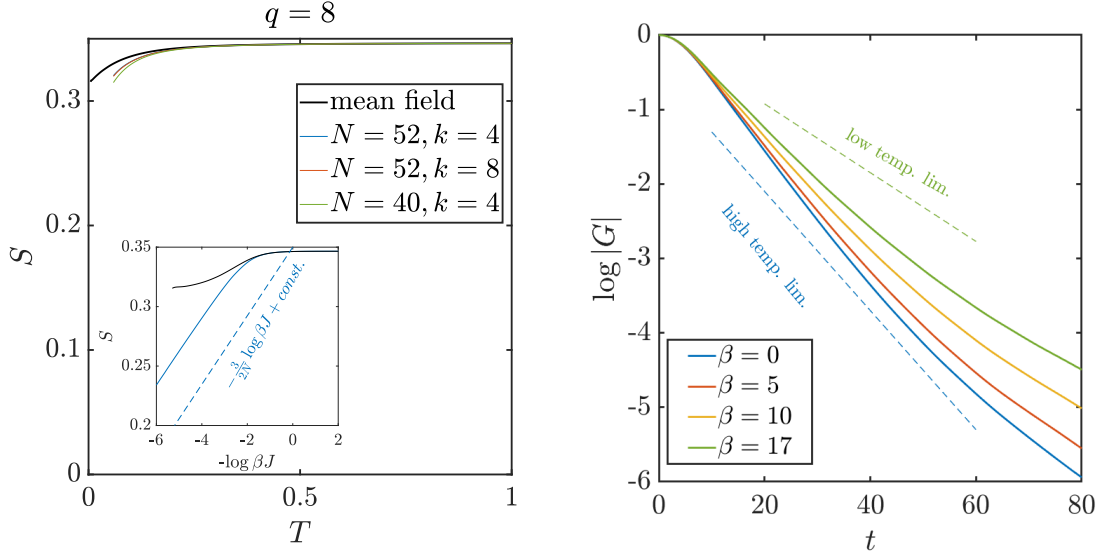 q = 8
0.3
0.2
0.1
0
S
mean field
N = 52, k = 4
N = 52, k = 8
N = 40, k = 4
0.35
0.3
0.25
0.2
S
-3/2N log βJ + const.
-6 -4 -2 0 2
-log βJ
0 0.5 1
T
0
-1
-2
-3
-4
-5
-6
log |G|
low temp. lim.
high temp. lim.
β = 0
β = 5
β = 10
β = 17
0 20 40 60 80
t